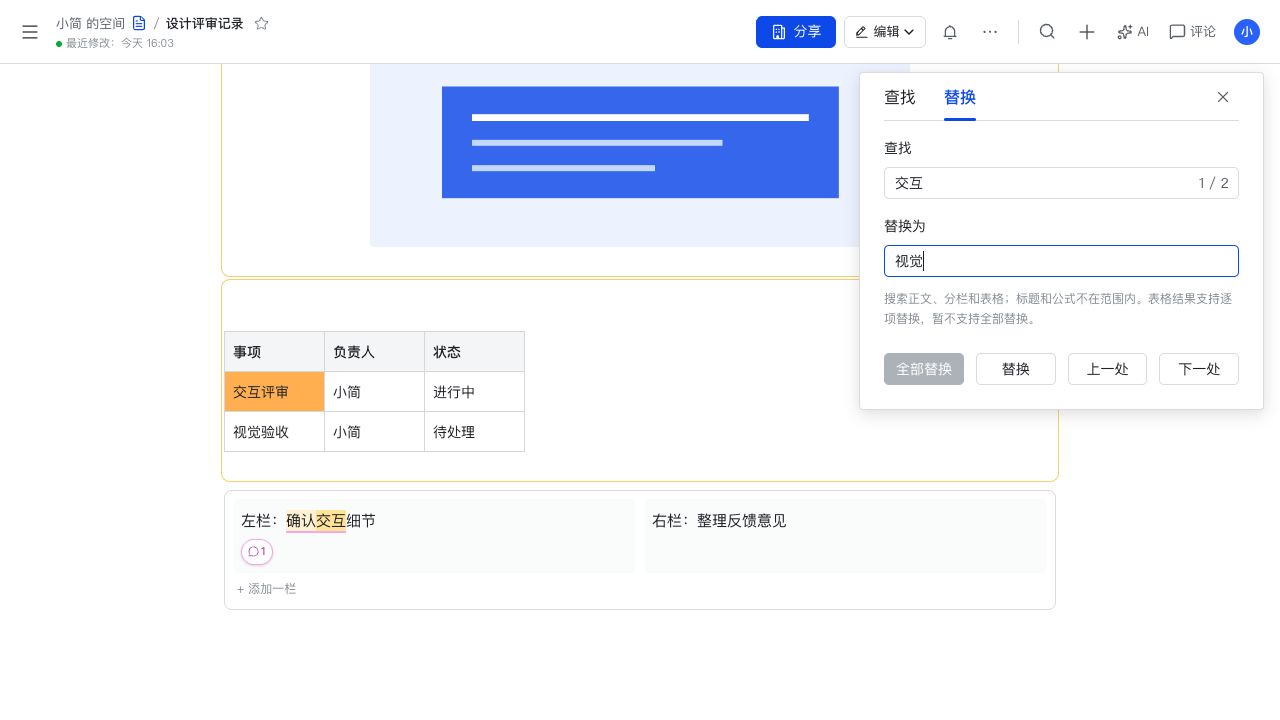 小简 的空间 / 设计评审记录
最近修改：今天 16:03
分享
编辑
AI
评论
小
查找 替换
查找
交互 1 / 2
替换为
视觉
搜索正文、分栏和表格；标题和公式不在范围内。表格结果支持逐
项替换，暂不支持全部替换。
全部替换 替换 上一处 下一处
事项 负责人 状态
交互评审 小简 进行中
视觉验收 小简 待处理
左栏：确认交互细节
1
右栏：整理反馈意见
+ 添加一栏